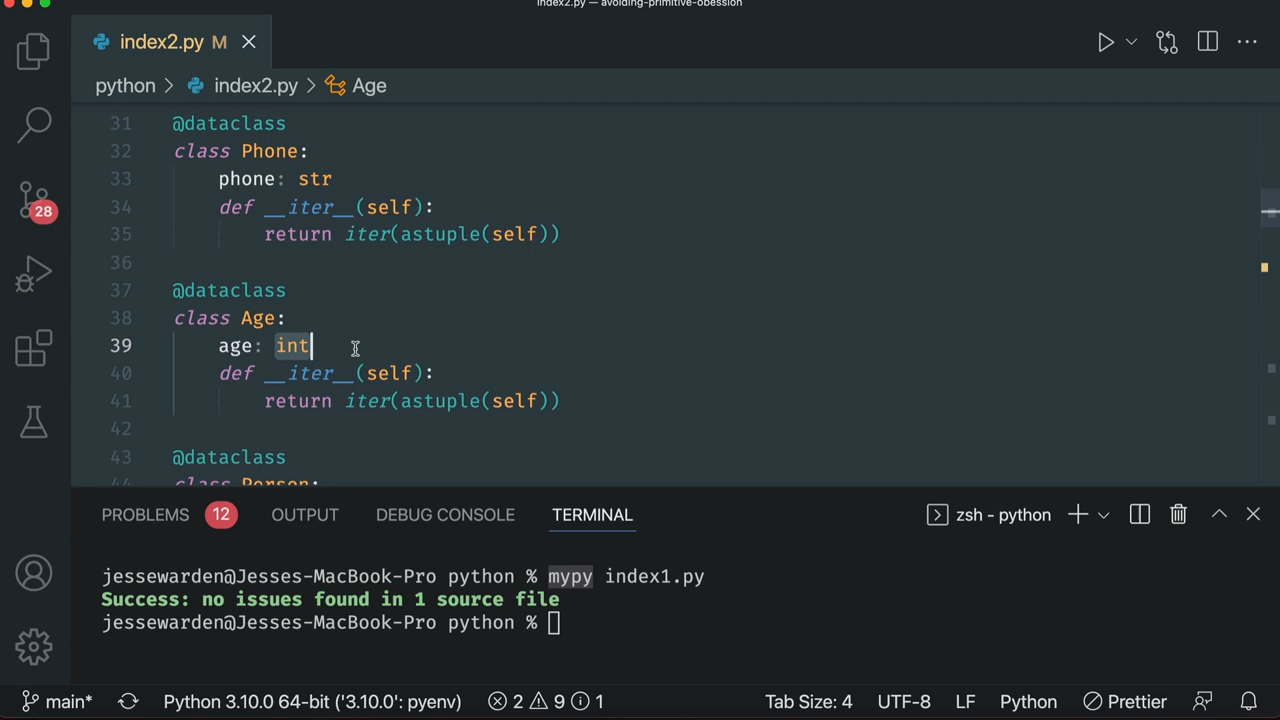 index2.py — avoiding-primitive-obession
index2.py M
python > index2.py > Age
31 @dataclass
32 class Phone:
33 phone: str
34 def __iter__(self):
35 return iter(astuple(self))
36
37 @dataclass
38 class Age:
39 age: int
40 def __iter__(self):
41 return iter(astuple(self))
42
43 @dataclass
44 class Person:
28
PROBLEMS 12 OUTPUT DEBUG CONSOLE TERMINAL zsh - python
jessewarden@Jesses-MacBook-Pro python % mypy index1.py
Success: no issues found in 1 source file
jessewarden@Jesses-MacBook-Pro python %
main* Python 3.10.0 64-bit ('3.10.0': pyenv) 2 9 1 Tab Size: 4 UTF-8 LF Python Prettier